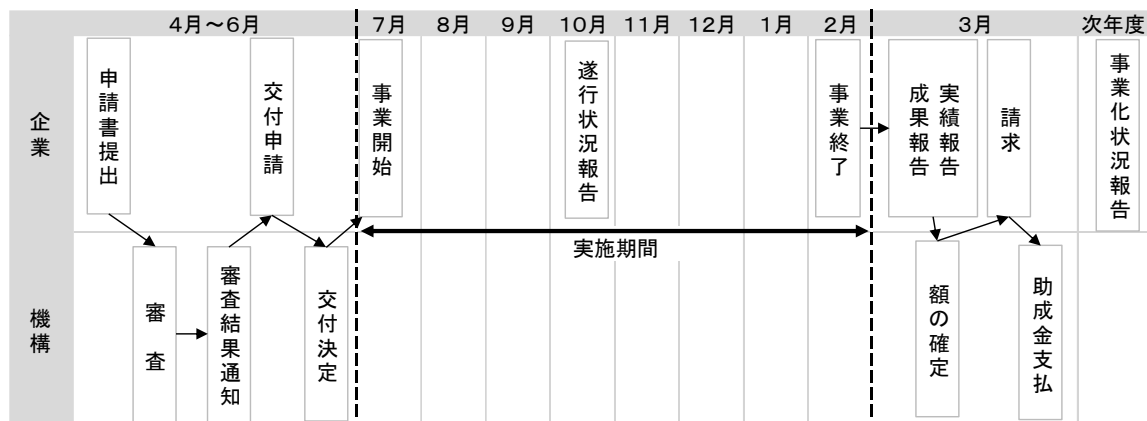 4月～6月
7月
8月
9月
10月
11月
12月
1月
2月
3月
次年度
企業
申請書提出
交付申請
事業開始
遂行状況報告
事業終了
実績報告
成果報告
請求
事業化状況報告
実施期間
機構
審査
審査結果通知
交付決定
額の確定
助成金支払